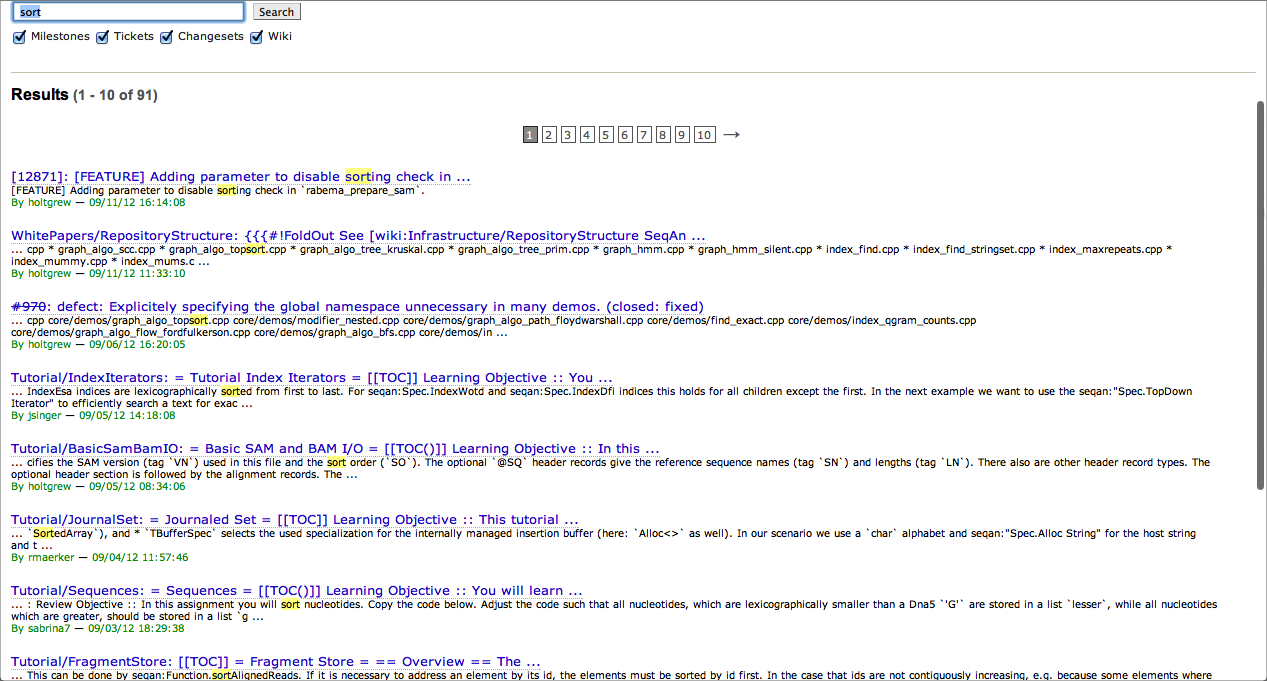 sort
Search
Milestones Tickets Changesets Wiki
Results (1 - 10 of 91)
1 2 3 4 5 6 7 8 9 10 →
[12871]: [FEATURE] Adding parameter to disable sorting check in ...
[FEATURE] Adding parameter to disable sorting check in `rabema_prepare_sam`.
By holtgrew — 09/11/12 16:14:08
WhitePapers/RepositoryStructure: {{{#!FoldOut See [wiki:Infrastructure/RepositoryStructure SeqAn ...
... cpp * graph_algo_scc.cpp * graph_algo_topsort.cpp * graph_algo_tree_kruskal.cpp * graph_algo_tree_prim.cpp * graph_hmm.cpp * graph_hmm_silent.cpp * index_find.cpp * index_find_stringset.cpp * index_maxrepeats.cpp *
index_mummy.cpp * index_mums.c ...
By holtgrew — 09/11/12 11:33:10
#970: defect: Explicitely specifying the global namespace unnecessary in many demos. (closed: fixed)
... cpp core/demos/graph_algo_topsort.cpp core/demos/modifier_nested.cpp core/demos/graph_algo_path_floydwarshall.cpp core/demos/find_exact.cpp core/demos/index_qgram_counts.cpp
core/demos/graph_algo_flow_fordfulkerson.cpp core/demos/graph_algo_bfs.cpp core/demos/in ...
By holtgrew — 09/06/12 16:20:05
Tutorial/IndexIterators: = Tutorial Index Iterators = [[TOC]] Learning Objective :: You ...
... IndexEsa indices are lexicographically sorted from first to last. For seqan:Spec.IndexWotd and seqan:Spec.IndexDfi indices this holds for all children except the first. In the next example we want to use the seqan:"Spec.TopDown
Iterator" to efficiently search a text for exac ...
By jsinger — 09/05/12 14:18:08
Tutorial/BasicSamBamIO: = Basic SAM and BAM I/O = [[TOC()]] Learning Objective :: In this ...
... cifies the SAM version (tag `VN`) used in this file and the sort order (`SO`). The optional `@SQ` header records give the reference sequence names (tag `SN`) and lengths (tag `LN`). There also are other header record types. The
optional header section is followed by the alignment records. The ...
By holtgrew — 09/05/12 08:34:06
Tutorial/JournalSet: = Journaled Set = [[TOC]] Learning Objective :: This tutorial ...
... `SortedArray`), and * `TBufferSpec` selects the used specialization for the internally managed insertion buffer (here: `Alloc<>` as well). In our scenario we use a `char` alphabet and seqan:"Spec.Alloc String" for the host string
and t ...
By rmaerker — 09/04/12 11:57:46
Tutorial/Sequences: = Sequences = [[TOC()]] Learning Objective :: You will learn ...
... : Review Objective :: In this assignment you will sort nucleotides. Copy the code below. Adjust the code such that all nucleotides, which are lexicographically smaller than a Dna5 `'G'` are stored in a list `lesser`, while all nucleotides
which are greater, should be stored in a list `g ...
By sabrina7 — 09/03/12 18:29:38
Tutorial/FragmentStore: [[TOC]] = Fragment Store = == Overview == The ...
... This can be done by seqan:Function.sortAlignedReads. If it is necessary to address an element by its id, the elements must be sorted by id first. In the case that ids are not contiguously increasing, e.g. because some elements where